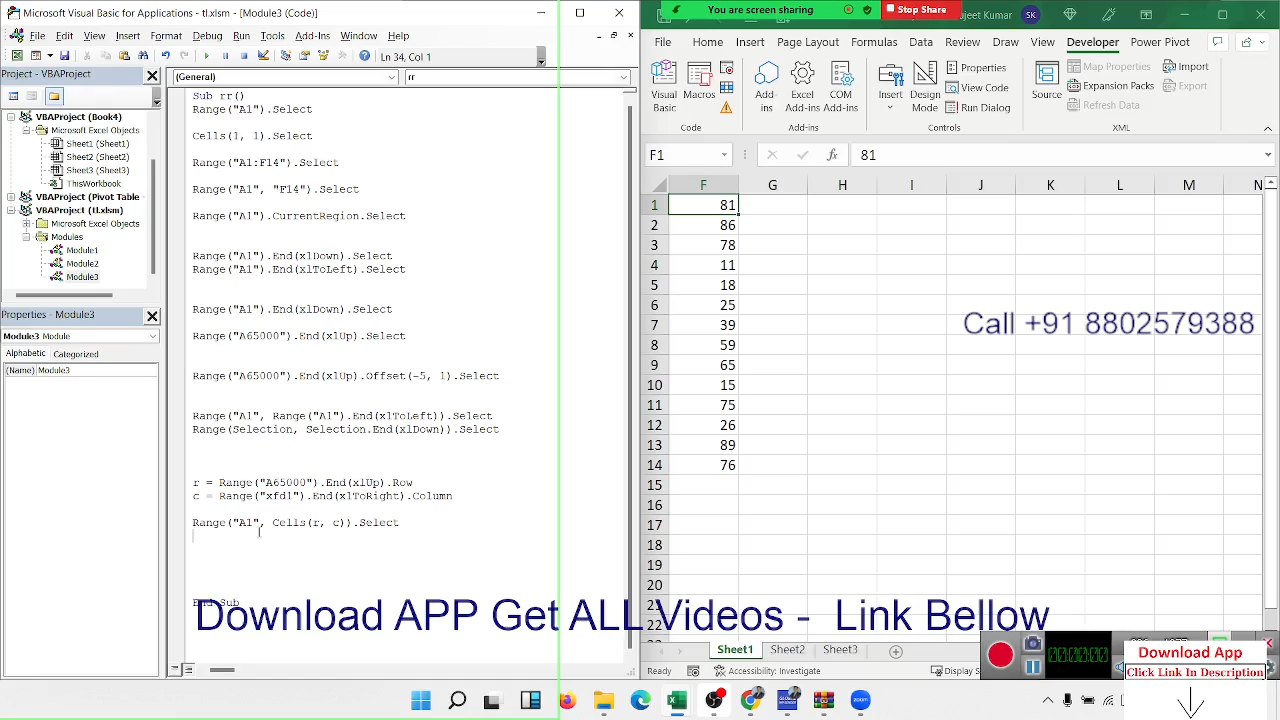 Microsoft Visual Basic for Applications - tl.xlsm - [Module3 (Code)]
File Edit View Insert Format Debug Run Tools Add-Ins Window Help
Ln 34, Col 1
Project - VBAProject
(General)
rr
VBAProject (Book4)
Microsoft Excel Objects
Sheet1 (Sheet1)
Sheet2 (Sheet2)
Sheet3 (Sheet3)
ThisWorkbook
VBAProject (Pivot Table
VBAProject (tl.xlsm)
Microsoft Excel Objects
Modules
Module1
Module2
Module3
Properties - Module3
Module3 Module
Alphabetic Categorized
(Name) Module3
Sub rr()
Range("A1").Select
Cells(1, 1).Select
Range("A1:F14").Select
Range("A1", "F14").Select
Range("A1").CurrentRegion.Select
Range("A1").End(xlDown).Select
Range("A1").End(xlToLeft).Select
Range("A1").End(xlDown).Select
Range("A65000").End(xlUp).Select
Range("A65000").End(xlUp).Offset(-5, 1).Select
Range("A1", Range("A1").End(xlToLeft)).Select
Range(Selection, Selection.End(xlDown)).Select
r = Range("A65000").End(xlUp).Row
c = Range("xfd1").End(xlToRight).Column
Range("A1", Cells(r, c)).Select
End Sub
You are screen sharing
Stop Share
ujeet Kumar
SK
File Home Insert Page Layout Formulas Data Review View Developer Power Pivot
Visual Basic
Macros
Code
Add-ins
Excel Add-ins
COM Add-ins
Add-ins
Insert
Design Mode
Properties
View Code
Run Dialog
Controls
Source
Map Properties
Expansion Packs
Refresh Data
Import
Export
XML
F1
fx
81
F G H I J K L M N
1 81
2 86
3 78
4 11
5 18
6 25
7 39
8 59
9 65
10 15
11 75
12 26
13 89
14 76
15
16
17
18
19
20
22
Call +91 8802579388
Download APP Get ALL Videos - Link Bellow
Sheet1 Sheet2 Sheet3
Ready
Accessibility: Investigate
Display S
Download App
Click Link In Description